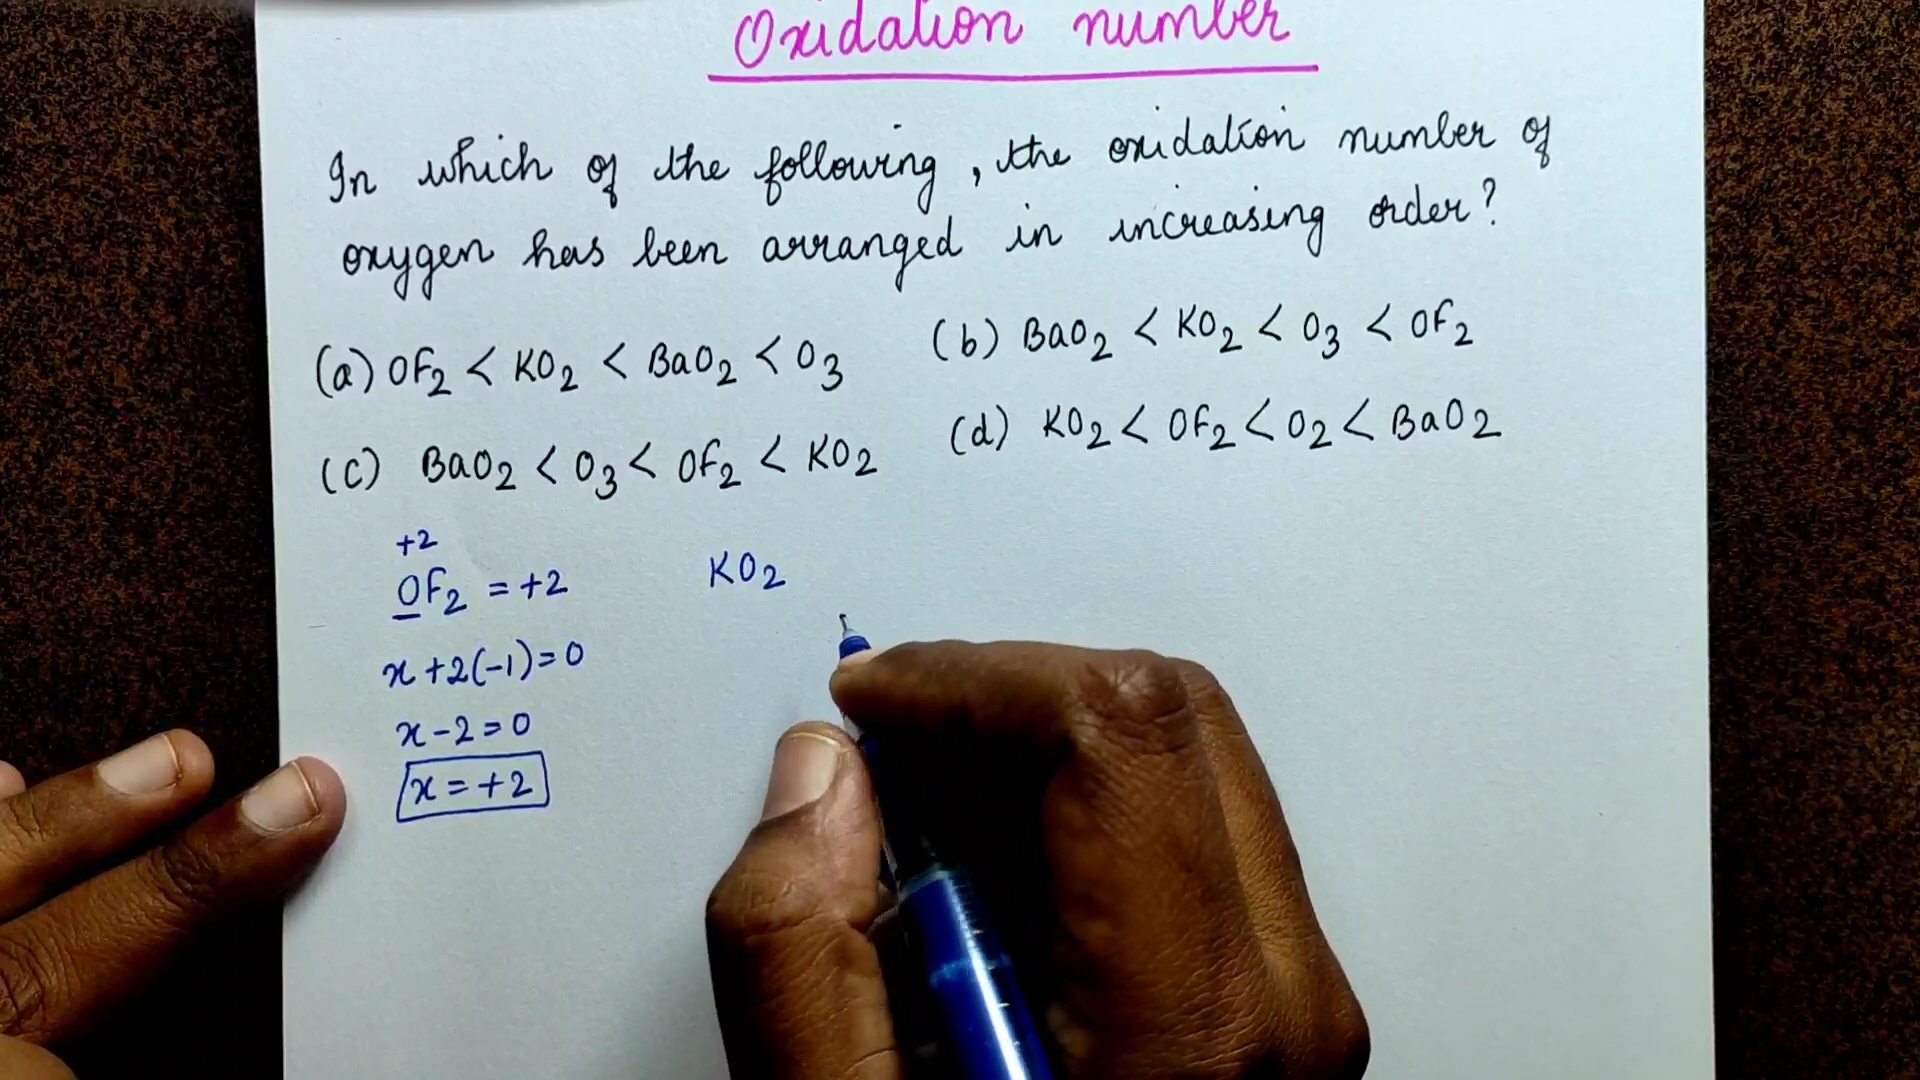 Oxidation number
In which of the following, the oxidation number of
oxygen has been arranged in increasing order?
(a) OF₂ < KO₂ < BaO₂ < O₃
(b) BaO₂ < KO₂ < O₃ < OF₂
(c) BaO₂ < O₃ < OF₂ < KO₂
(d) KO₂ < OF₂ < O₂ < BaO₂
+2
OF₂ = +2
x + 2(-1) = 0
x - 2 = 0
x = +2
KO₂